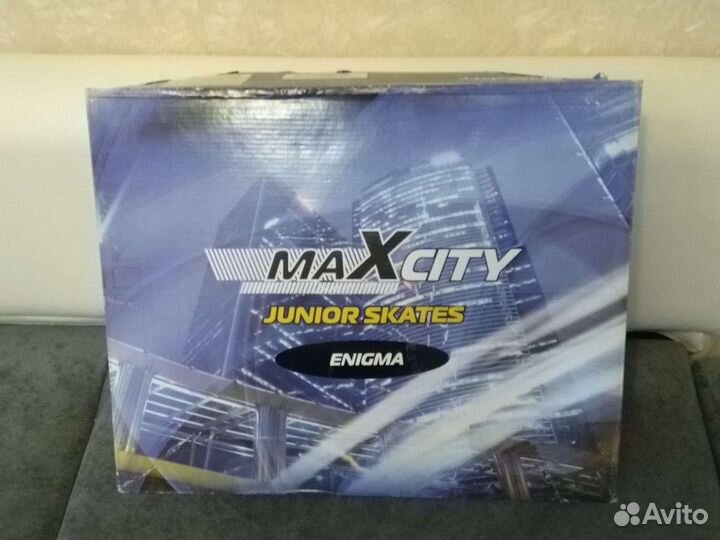 MAXCITY
JUNIOR SKATES
ENIGMA
Avito